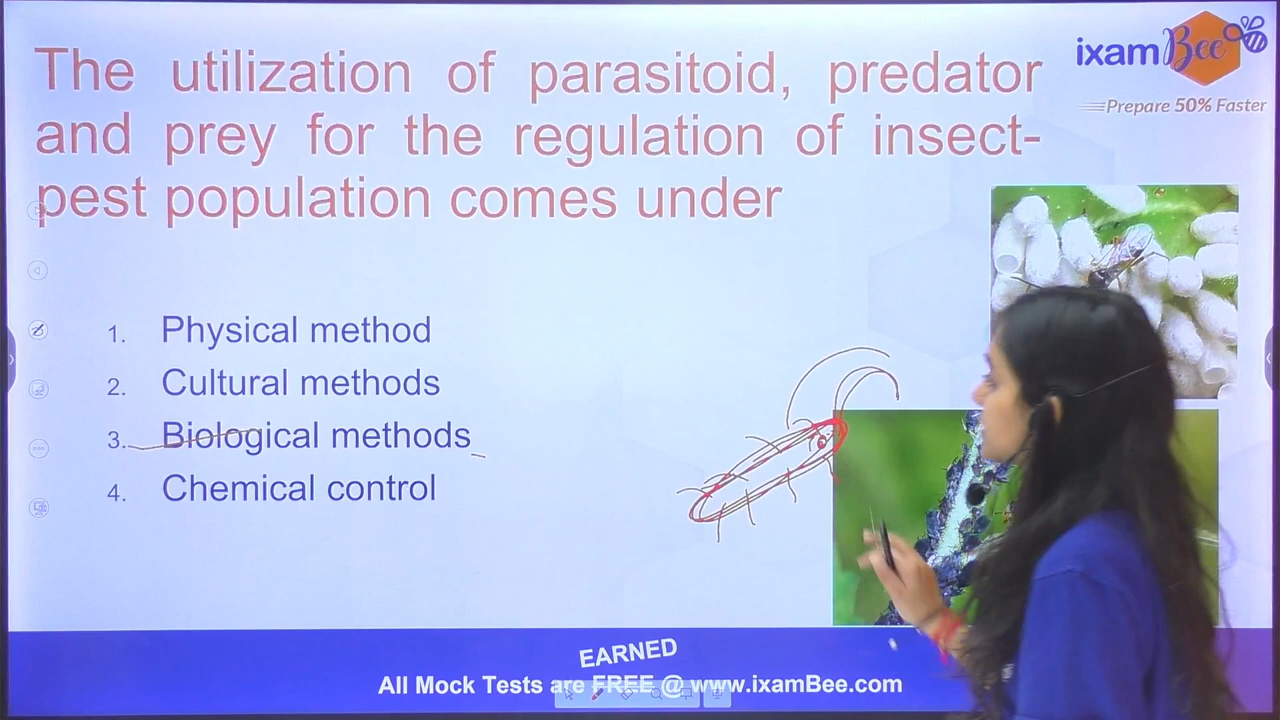 The utilization of parasitoid, predator
and prey for the regulation of insect-
pest population comes under
ixamBee
Prepare 50% Faster
1. Physical method
2. Cultural methods
3. Biological methods
4. Chemical control
EARNED
All Mock Tests are FREE @ www.ixamBee.com